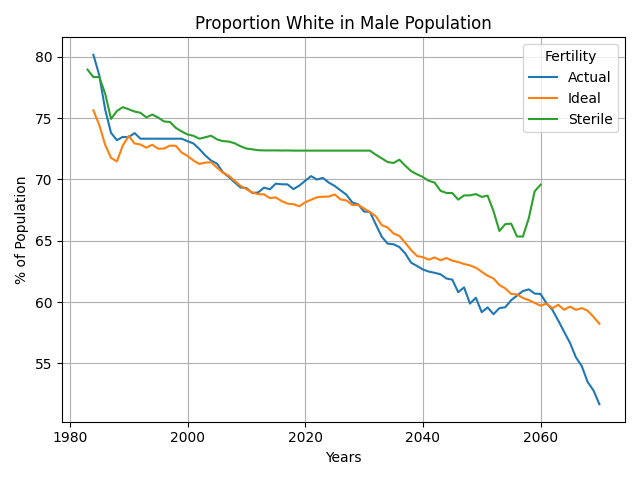 Proportion White in Male Population
Fertility
Actual
Ideal
Sterile
% of Population
80
75
70
65
60
55
1980
2000
2020
2040
2060
Years